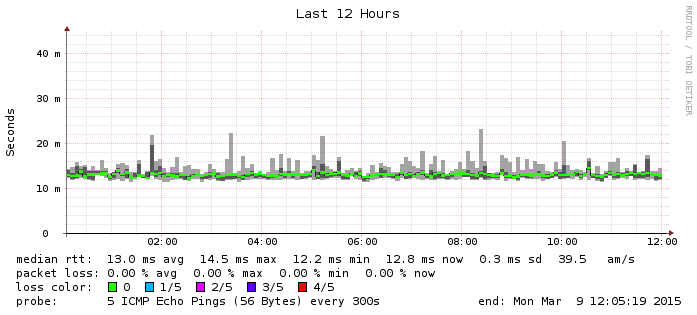 Last 12 Hours
RRDTOOL / TOBI OETIKER
Seconds
40 m
30 m
20 m
10 m
0
02:00 04:00 06:00 08:00 10:00 12:00
median rtt: 13.0 ms avg 14.5 ms max 12.2 ms min 12.8 ms now 0.3 ms sd 39.5 am/s
packet loss: 0.00 % avg 0.00 % max 0.00 % min 0.00 % now
loss color: 0 1/5 2/5 3/5 4/5
probe: 5 ICMP Echo Pings (56 Bytes) every 300s end: Mon Mar 9 12:05:19 2015